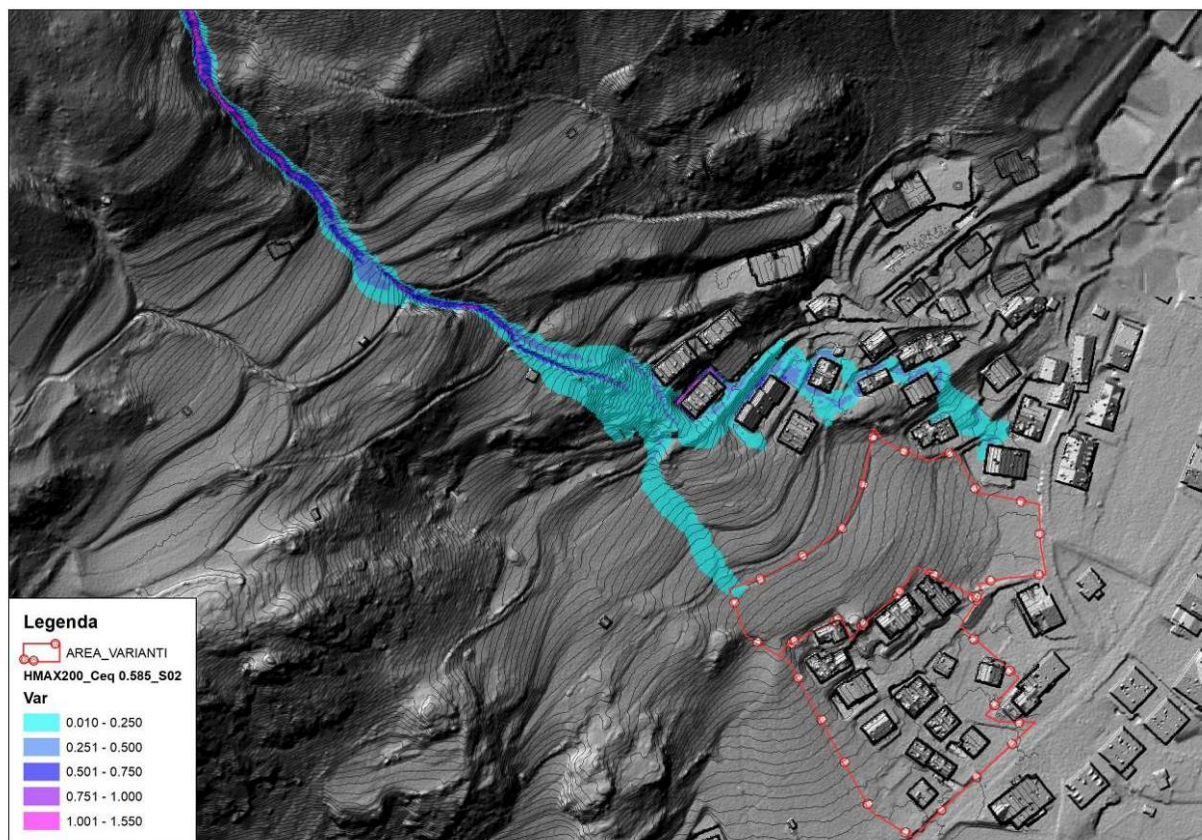 Legenda
AREA_VARIANTI
HMAX200_Ceq 0.585_S02
Var
0.010 - 0.250
0.251 - 0.500
0.501 - 0.750
0.751 - 1.000
1.001 - 1.550